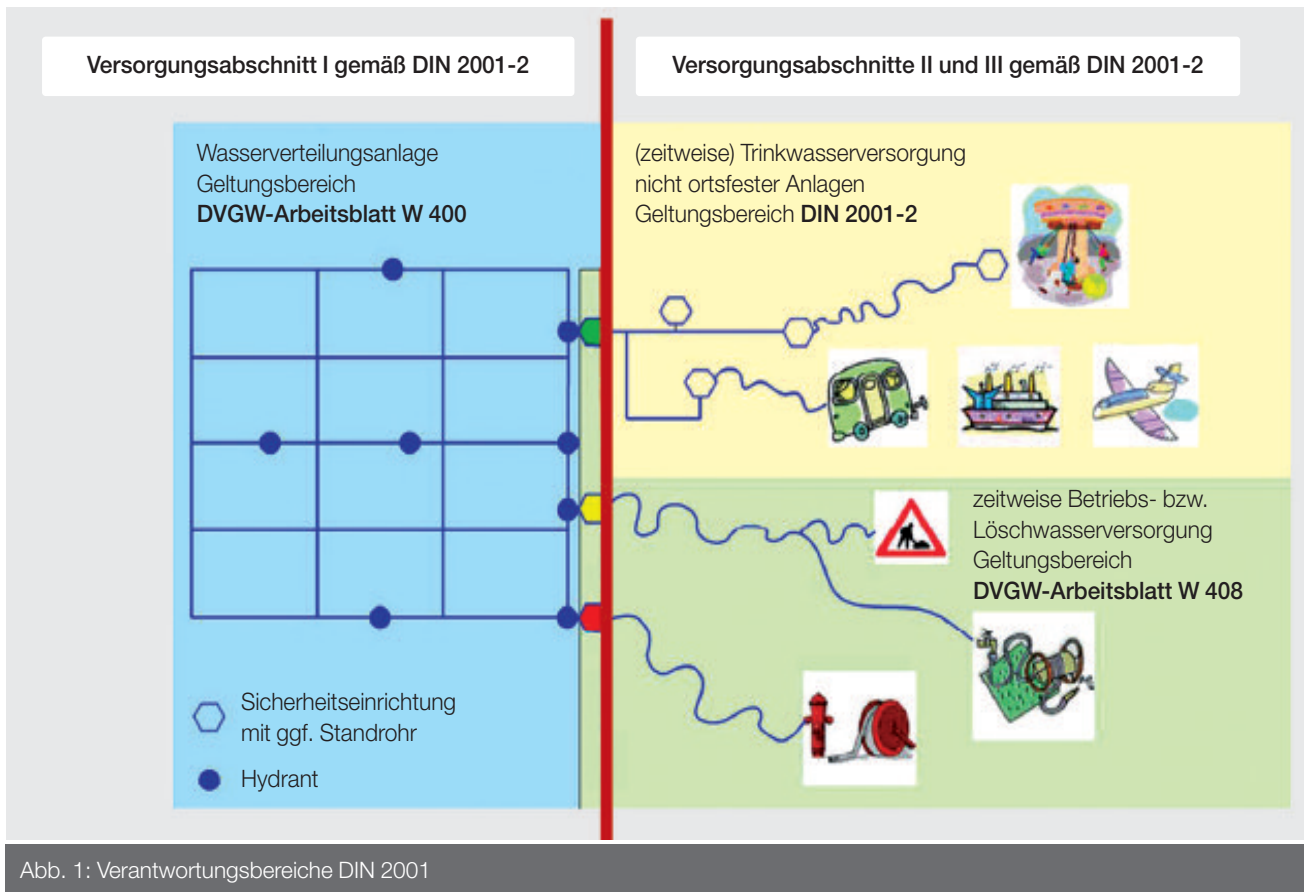 Versorgungsabschnitt I gemäß DIN 2001-2
Versorgungsabschnitte II und III gemäß DIN 2001-2
Wasserverteilungsanlage
Geltungsbereich
DVGW-Arbeitsblatt W 400
(zeitweise) Trinkwasserversorgung
nicht ortsfester Anlagen
Geltungsbereich DIN 2001-2
zeitweise Betriebs- bzw.
Löschwasserversorgung
Geltungsbereich
DVGW-Arbeitsblatt W 408
Sicherheitseinrichtung
mit ggf. Standrohr
Hydrant
Abb. 1: Verantwortungsbereiche DIN 2001